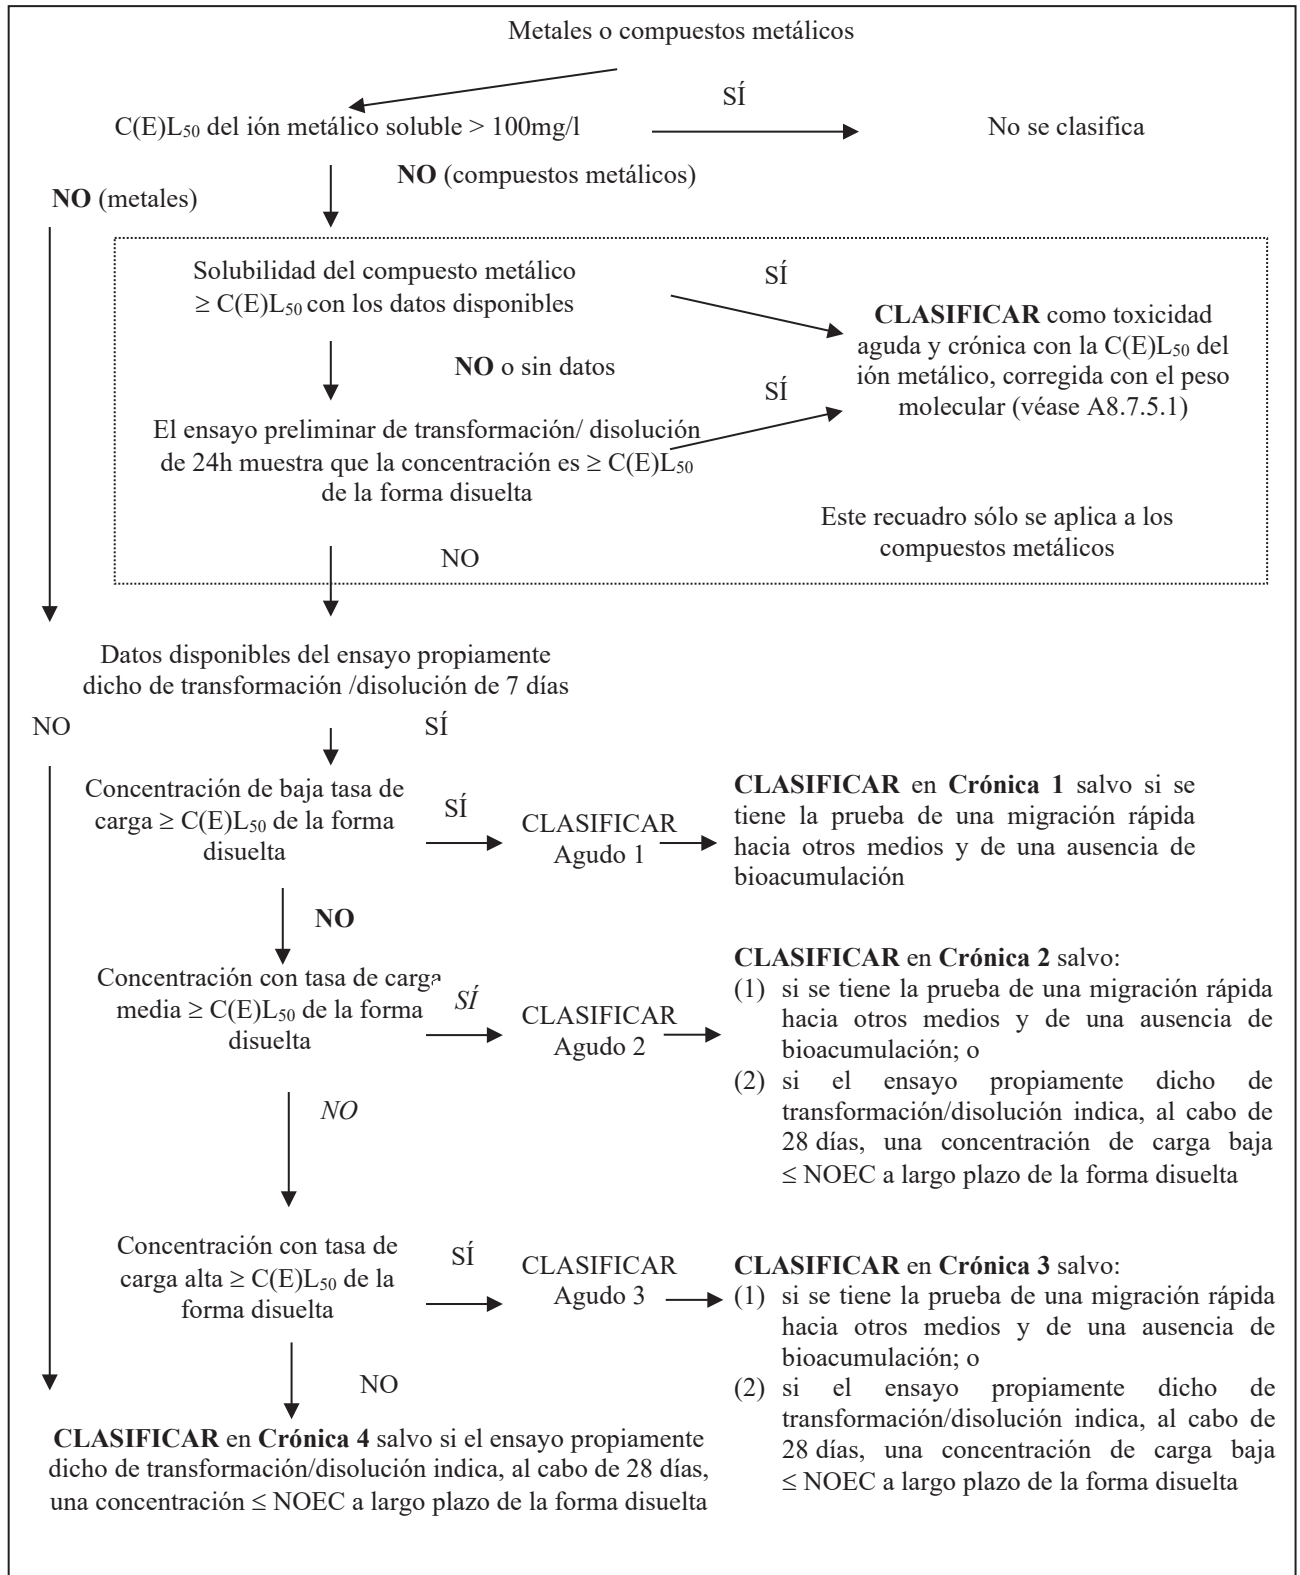 Metales o compuestos metálicos
SÍ
C(E)L50 del ión metálico soluble > 100mg/l
No se clasifica
NO (compuestos metálicos)
NO (metales)
Solubilidad del compuesto metálico
≥ C(E)L50 con los datos disponibles
SÍ
CLASIFICAR como toxicidad
aguda y crónica con la C(E)L50 del
ión metálico, corregida con el peso
molecular (véase A8.7.5.1)
NO o sin datos
SÍ
El ensayo preliminar de transformación/ disolución
de 24h muestra que la concentración es ≥ C(E)L50
de la forma disuelta
Este recuadro sólo se aplica a los
compuestos metálicos
NO
Datos disponibles del ensayo propiamente
dicho de transformación /disolución de 7 días
NO
SÍ
Concentración de baja tasa de
carga ≥ C(E)L50 de la forma
disuelta
SÍ
CLASIFICAR
Agudo 1
CLASIFICAR en Crónica 1 salvo si se
tiene la prueba de una migración rápida
hacia otros medios y de una ausencia de
bioacumulación
NO
Concentración con tasa de carga
media ≥ C(E)L50 de la forma
disuelta
SÍ
CLASIFICAR
Agudo 2
CLASIFICAR en Crónica 2 salvo:
(1) si se tiene la prueba de una migración rápida
hacia otros medios y de una ausencia de
bioacumulación; o
(2) si el ensayo propiamente dicho de
transformación/disolución indica, al cabo de
28 días, una concentración de carga baja
≤ NOEC a largo plazo de la forma disuelta
NO
Concentración con tasa de
carga alta ≥ C(E)L50 de la
forma disuelta
SÍ
CLASIFICAR
Agudo 3
CLASIFICAR en Crónica 3 salvo:
(1) si se tiene la prueba de una migración rápida
hacia otros medios y de una ausencia de
bioacumulación; o
(2) si el ensayo propiamente dicho de
transformación/disolución indica, al cabo de
28 días, una concentración de carga baja
≤ NOEC a largo plazo de la forma disuelta
NO
CLASIFICAR en Crónica 4 salvo si el ensayo propiamente
dicho de transformación/disolución indica, al cabo de 28 días,
una concentración ≤ NOEC a largo plazo de la forma disuelta